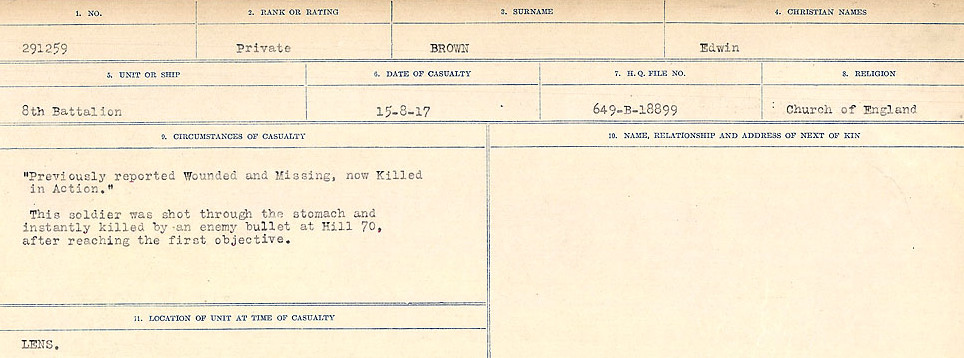 1. NO. 2. RANK OR RATING 3. SURNAME 4. CHRISTIAN NAMES
291259 Private BROWN Edwin
5. UNIT OR SHIP 6. DATE OF CASUALTY 7. H.Q. FILE NO. 8. RELIGION
8th Battalion 15-8-17 649-B-18899 Church of England
9. CIRCUMSTANCES OF CASUALTY 10. NAME, RELATIONSHIP AND ADDRESS OF NEXT OF KIN
"Previously reported Wounded and Missing, now Killed
in Action."
This soldier was shot through the stomach and
instantly killed by an enemy bullet at Hill 70,
after reaching the first objective.
11. LOCATION OF UNIT AT TIME OF CASUALTY
LENS.